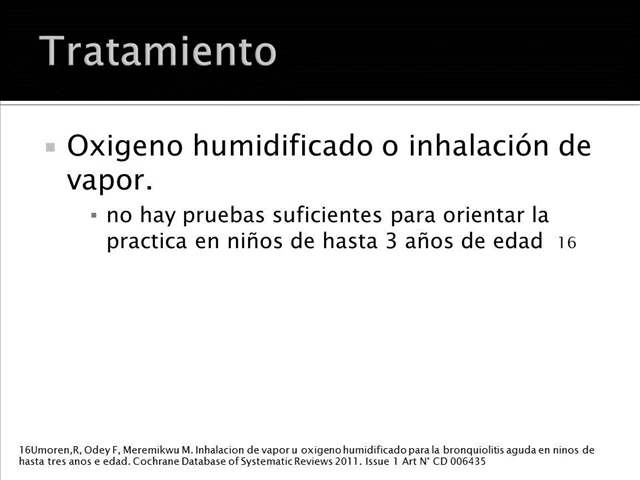 Tratamiento
Oxigeno humidificado o inhalación de
vapor.
no hay pruebas suficientes para orientar la
practica en niños de hasta 3 años de edad 16
16Umoren,R, Odey F, Meremikwu M. Inhalacion de vapor u oxigeno humidificado para la bronquiolitis aguda en ninos de
hasta tres anos e edad. Cochrane Database of Systematic Reviews 2011. Issue 1 Art N° CD 006435